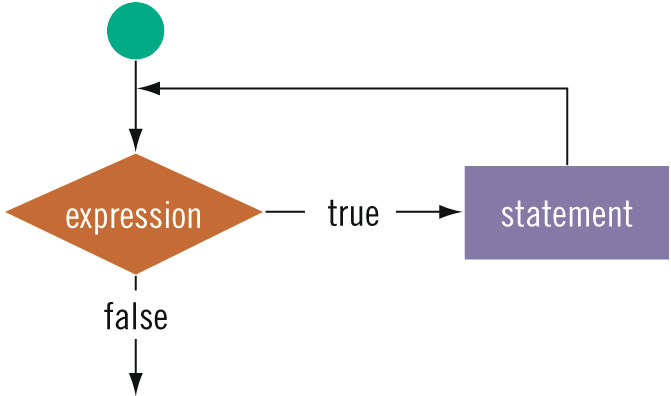 expression
true
statement
false